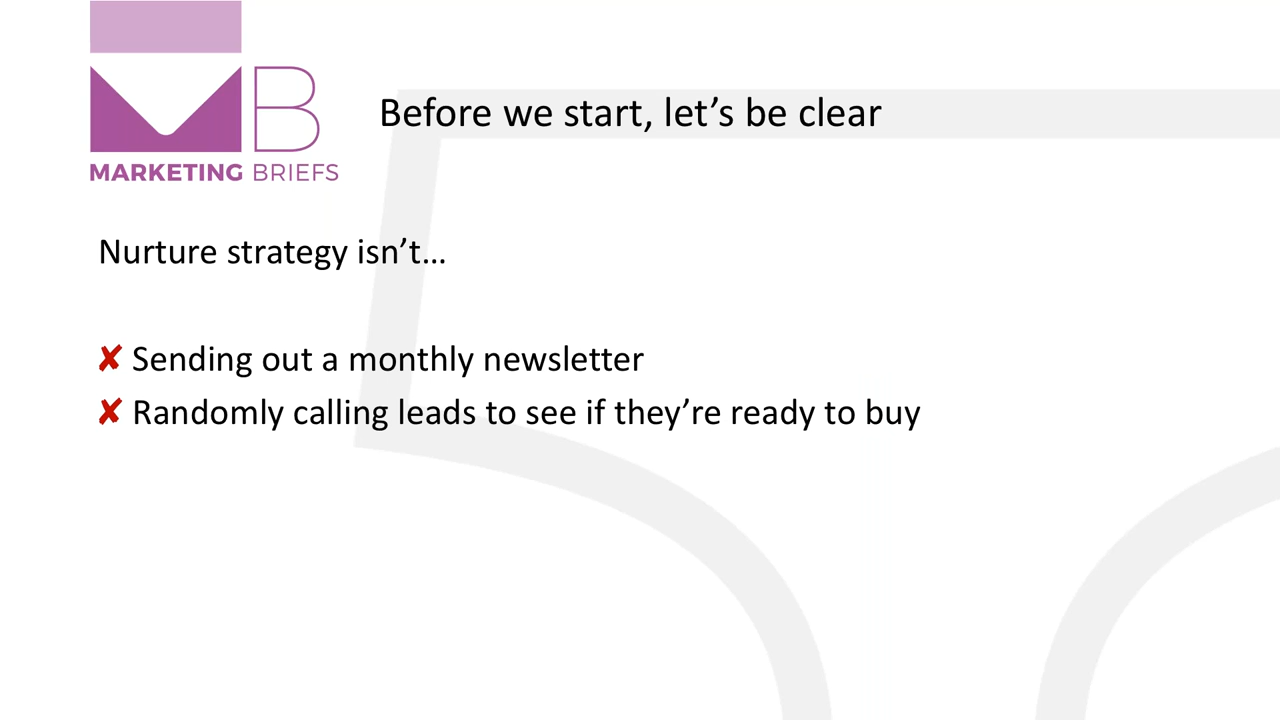 B
MARKETING BRIEFS
Before we start, let’s be clear
Nurture strategy isn’t…
✘ Sending out a monthly newsletter
✘ Randomly calling leads to see if they’re ready to buy